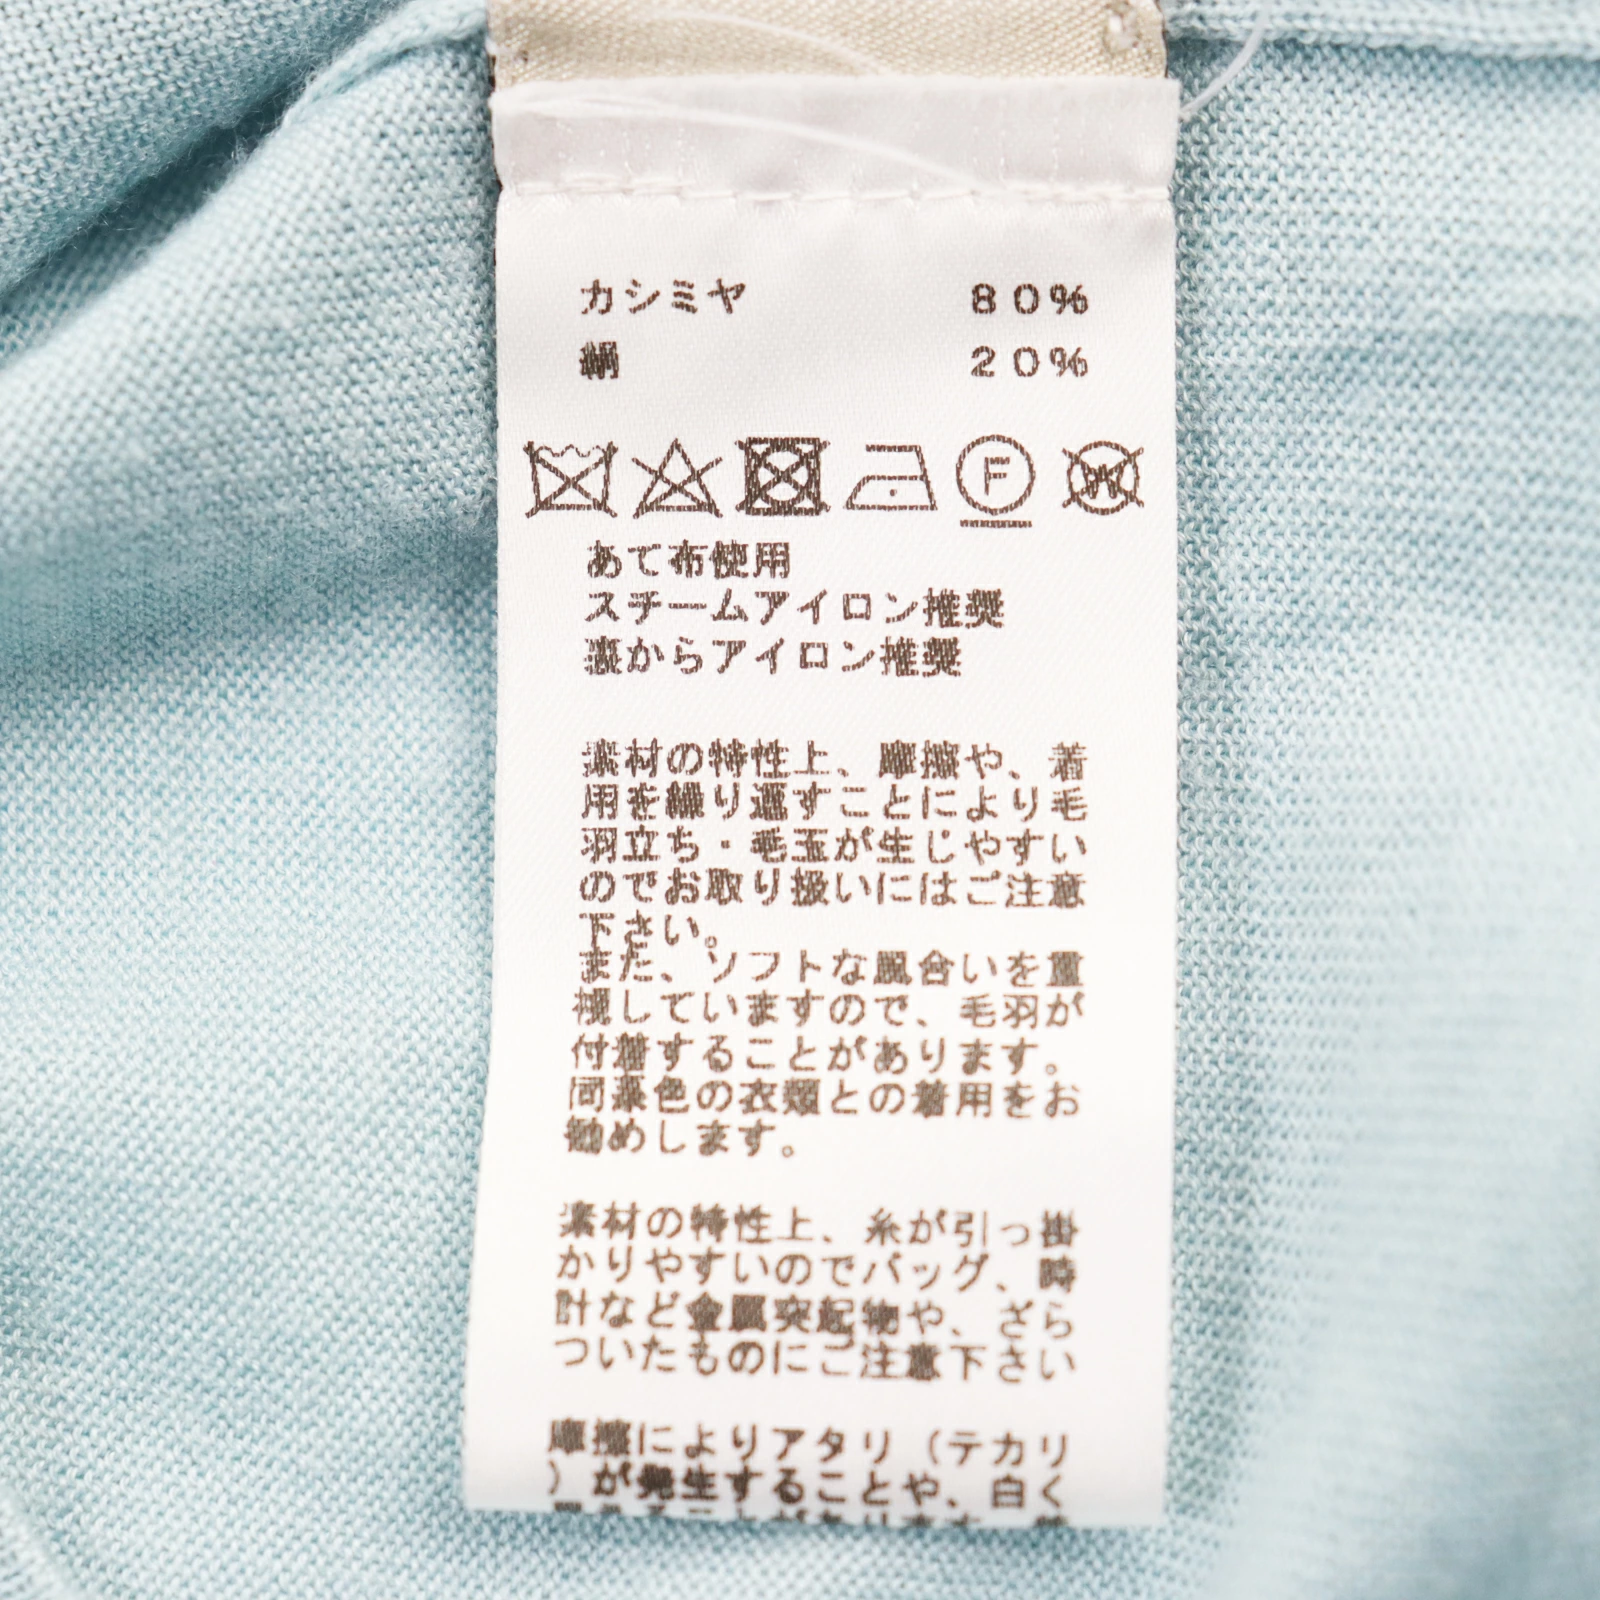 カシミヤ 80%
絹 20%
F
W
あて布使用
スチームアイロン推奨
裏からアイロン推奨
素材の特性上、摩擦や、着
用を繰り返すことにより毛
羽立ち・毛玉が生じやすい
のでお取り扱いにはご注意
下さい。
また、ソフトな風合いを重
視していますので、毛羽が
付着することがあります。
同系色の衣類との着用をお
勧めします。
素材の特性上、糸が引っ掛
かりやすいのでバッグ、時
計など金属突起物や、ざら
ついたものにご注意下さい
摩擦によりアタリ（テカリ
）が発生することや、白く